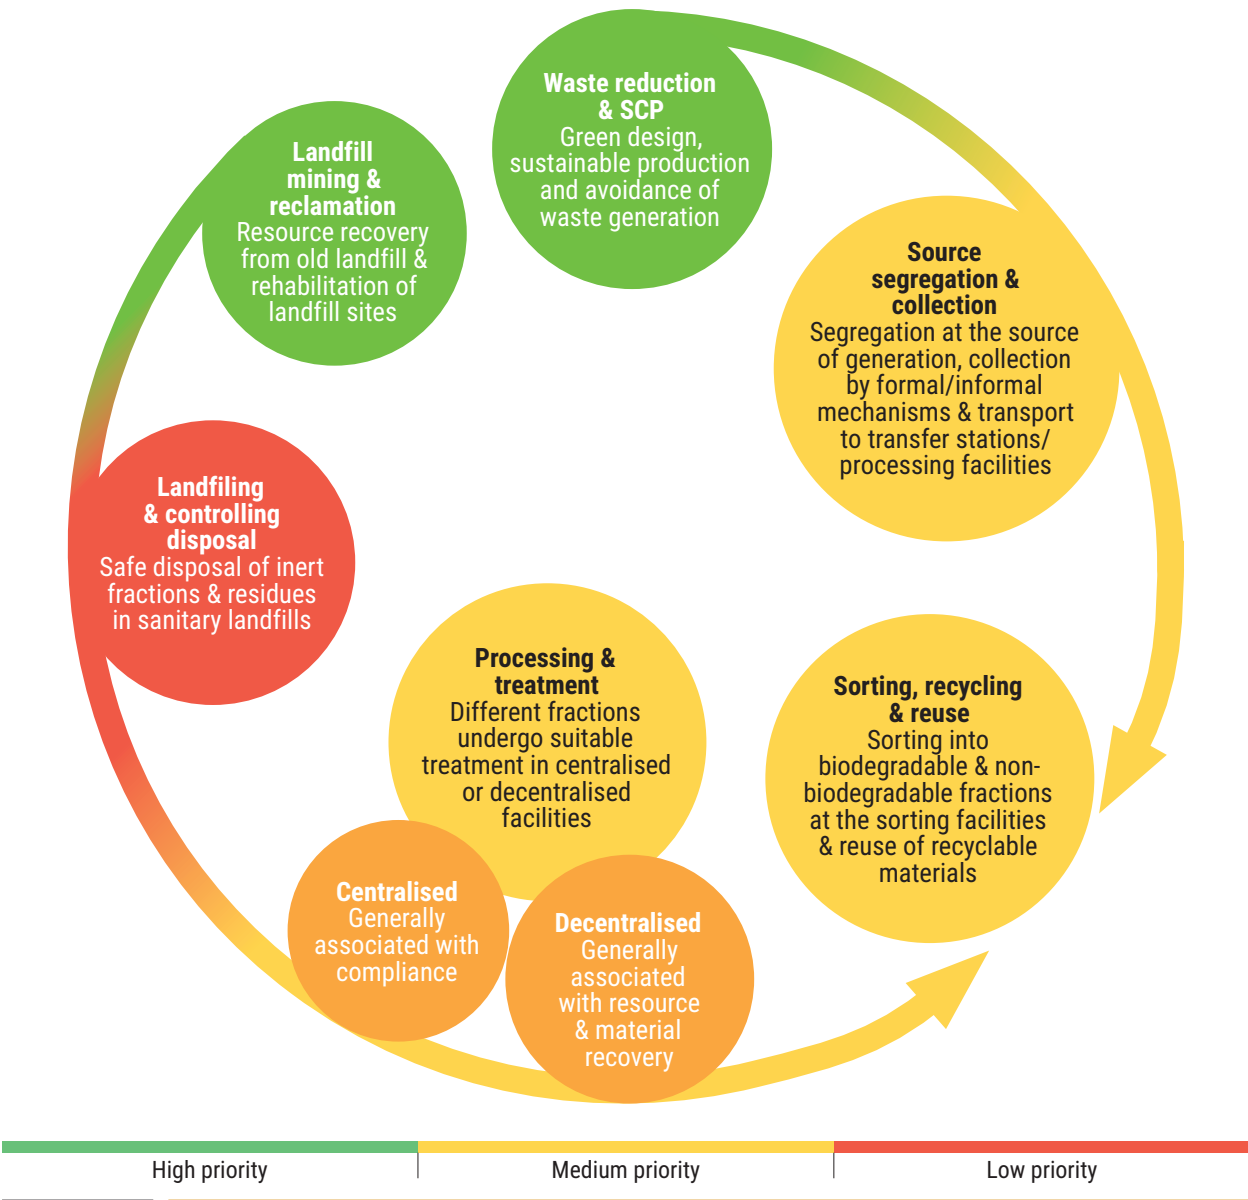 Waste reduction
& SCP
Green design,
sustainable production
and avoidance of
waste generation
Landfill
mining &
reclamation
Resource recovery
from old landfill &
rehabilitation of
landfill sites
Source
segregation &
collection
Segregation at the source
of generation, collection
by formal/informal
mechanisms & transport
to transfer stations/
processing facilities
Landfiling
& controlling
disposal
Safe disposal of inert
fractions & residues
in sanitary landfills
Processing &
treatment
Different fractions
undergo suitable
treatment in centralised
or decentralised
facilities
Sorting, recycling
& reuse
Sorting into
biodegradable & non-
biodegradable fractions
at the sorting facilities
& reuse of recyclable
materials
Centralised
Generally
associated with
compliance
Decentralised
Generally
associated
with resource
& material
recovery
High priority
Medium priority
Low priority